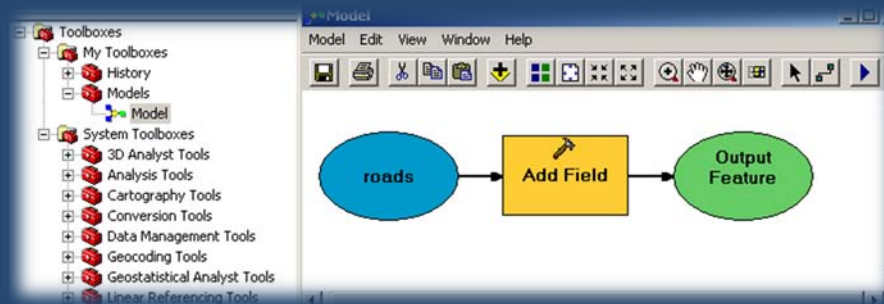 Toolboxes
My Toolboxes
History
Models
Model
System Toolboxes
3D Analyst Tools
Analysis Tools
Cartography Tools
Conversion Tools
Data Management Tools
Geocoding Tools
Geostatistical Analyst Tools
Linear Referencing Tools
Model
Model Edit View Window Help
roads
Add Field
Output
Feature